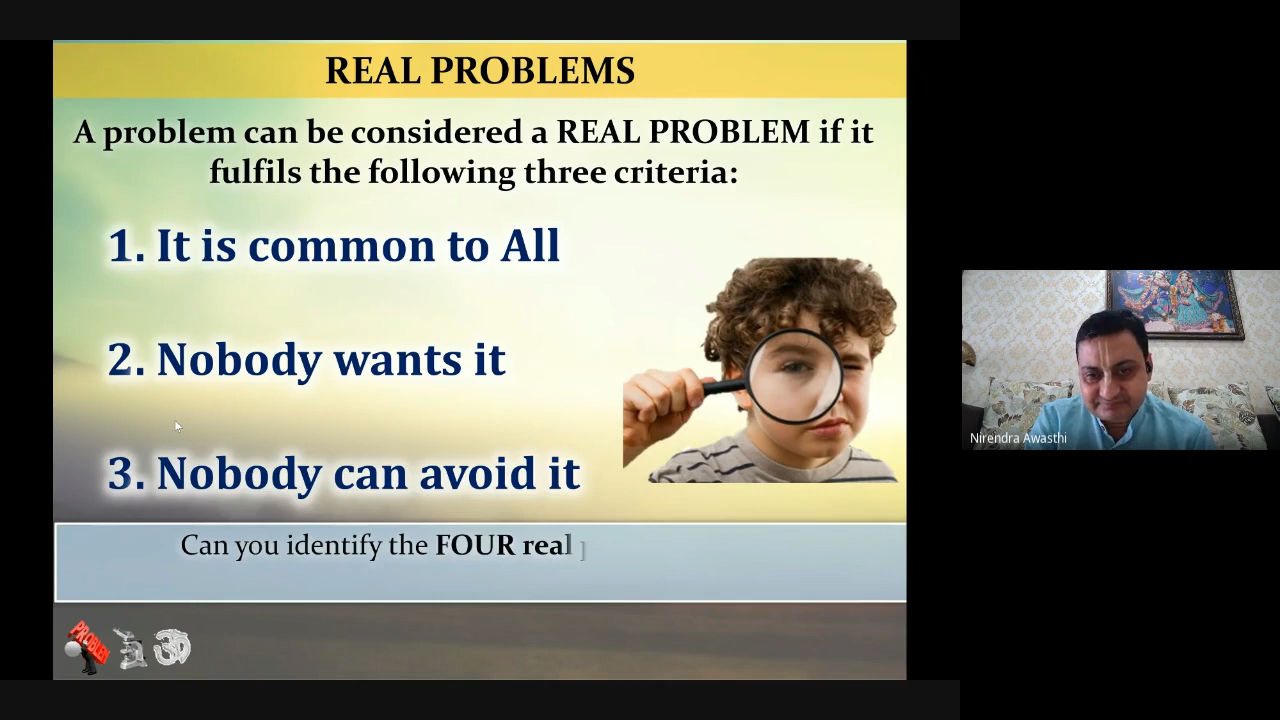 REAL PROBLEMS
A problem can be considered a REAL PROBLEM if it
fulfils the following three criteria:
1. It is common to All
2. Nobody wants it
3. Nobody can avoid it
Can you identify the FOUR real
PROBLEM
Nirendra Awasthi